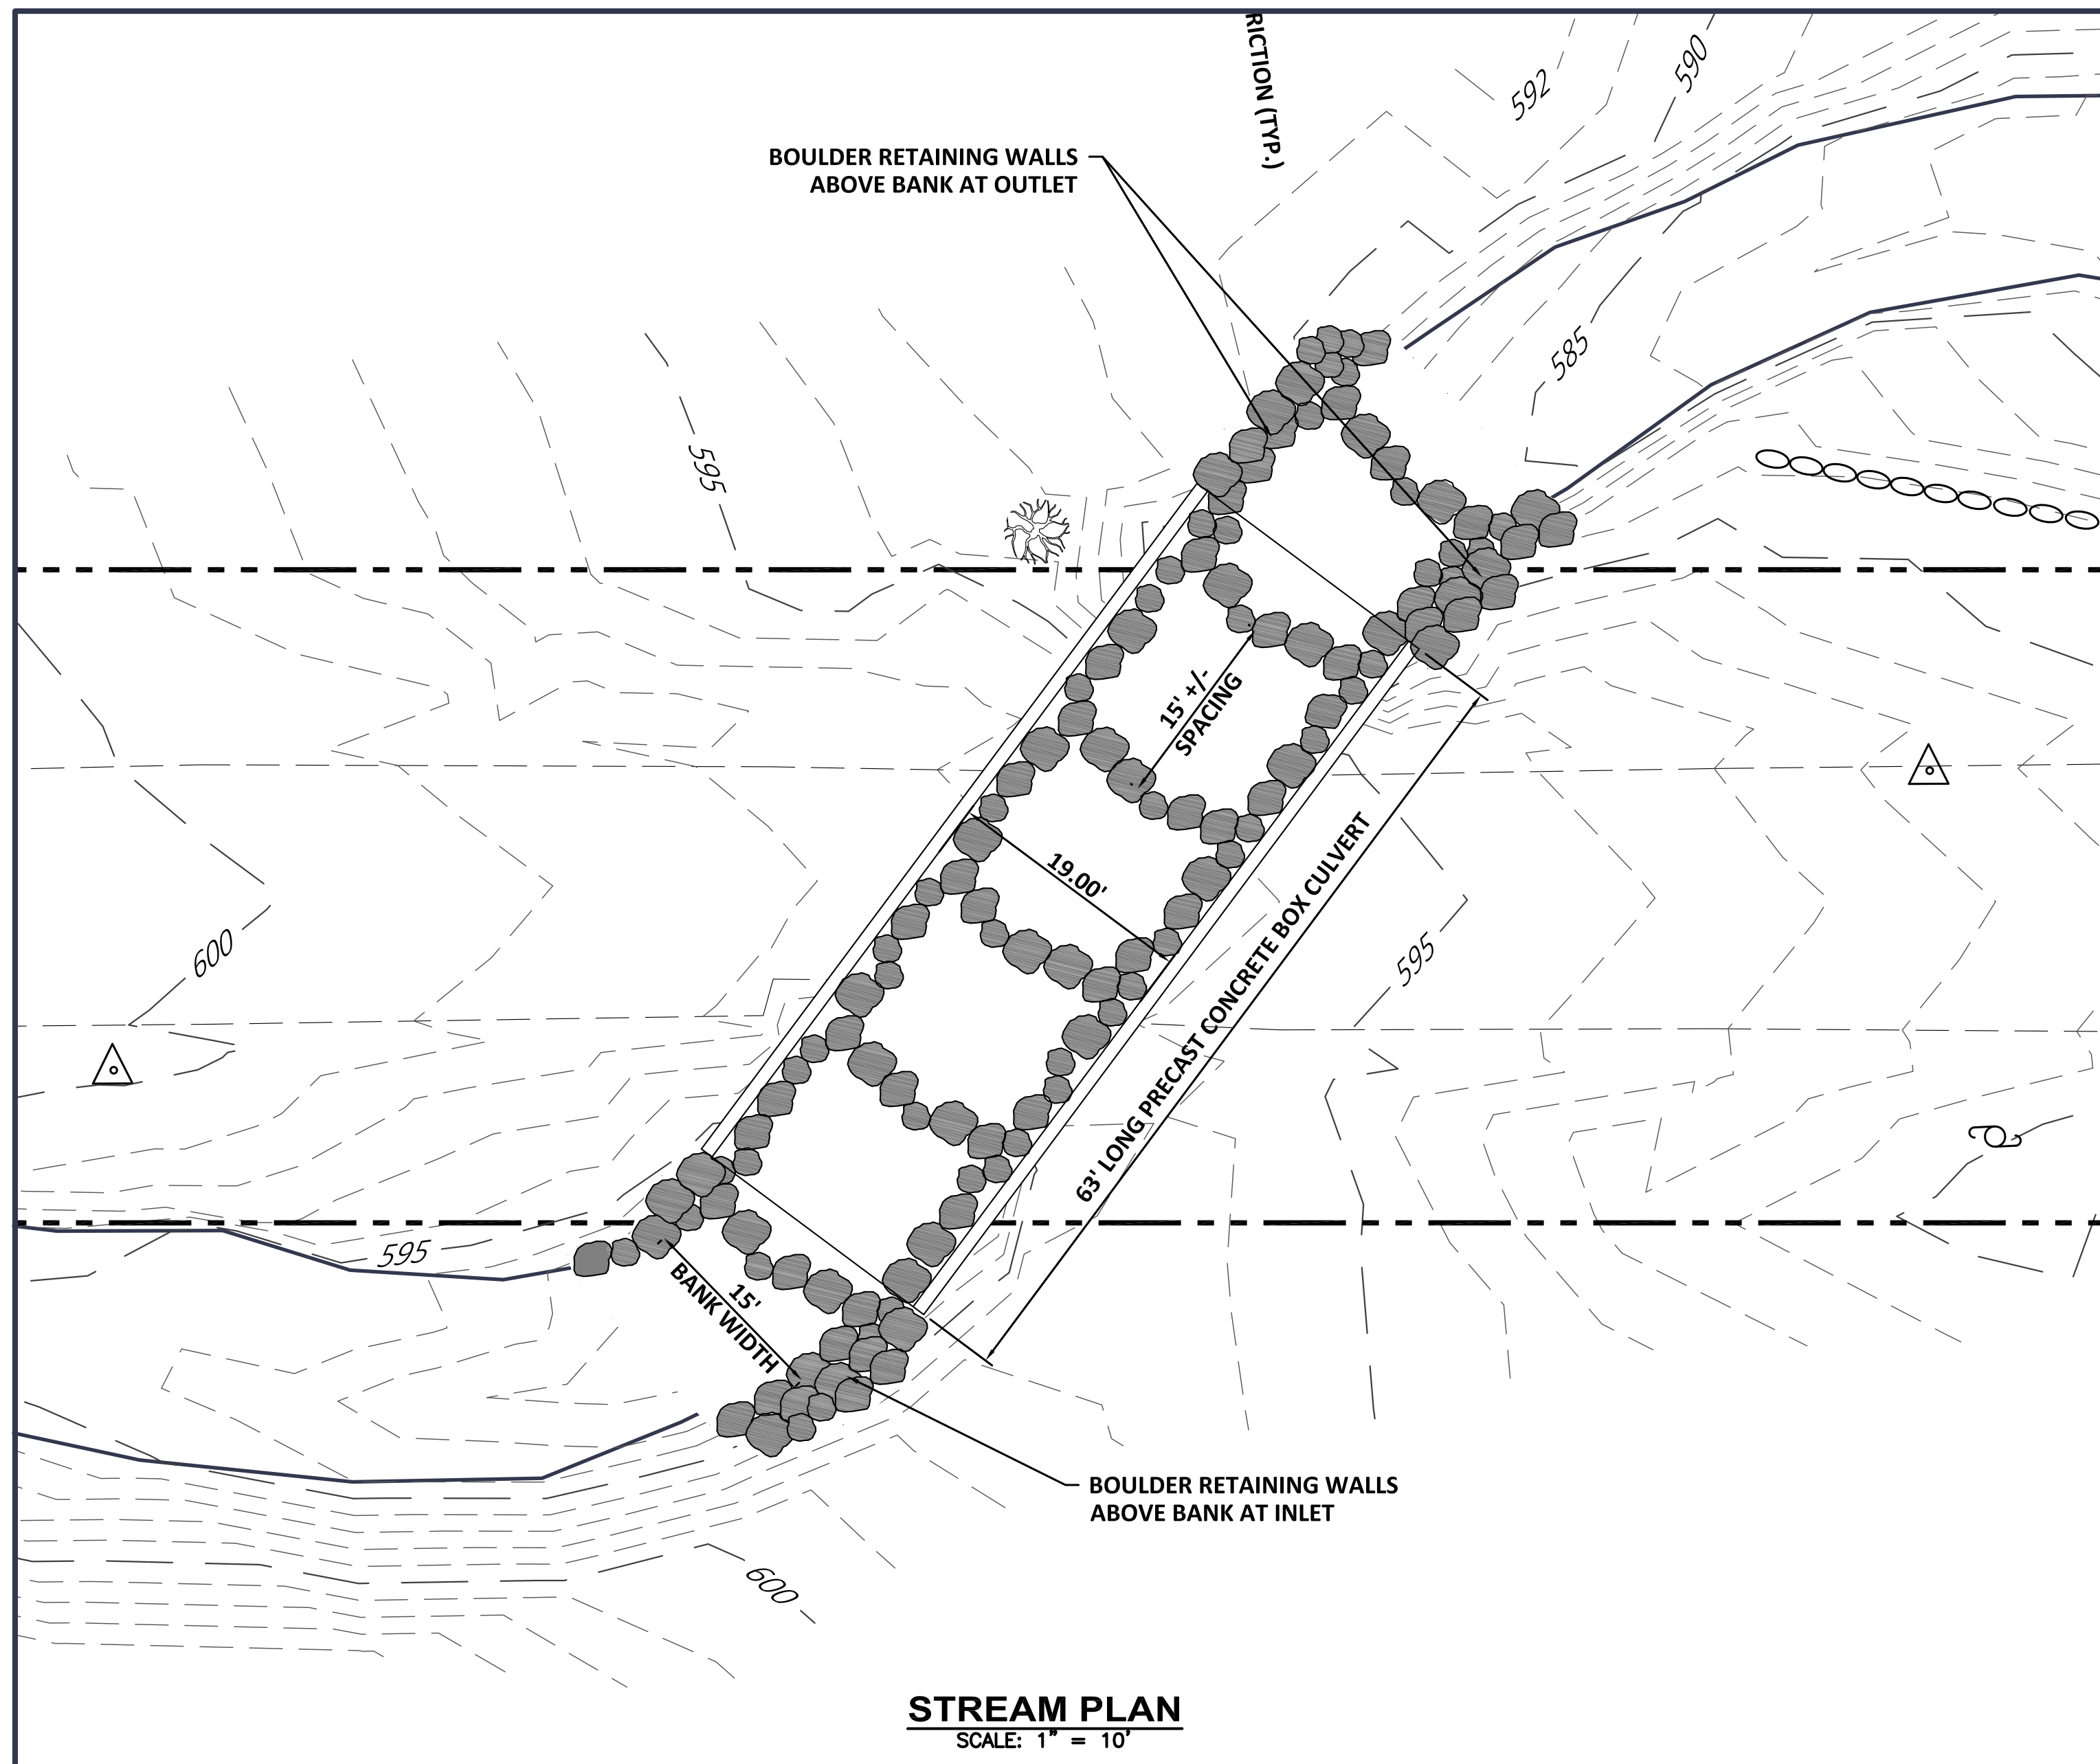 RICTION (TYP.)
592
590
BOULDER RETAINING WALLS
ABOVE BANK AT OUTLET
585
595
15' +/-
SPACING
19.00'
63' LONG PRECAST CONCRETE BOX CULVERT
600
595
595
15'
BANK WIDTH
BOULDER RETAINING WALLS
ABOVE BANK AT INLET
600
STREAM PLAN
SCALE: 1" = 10'